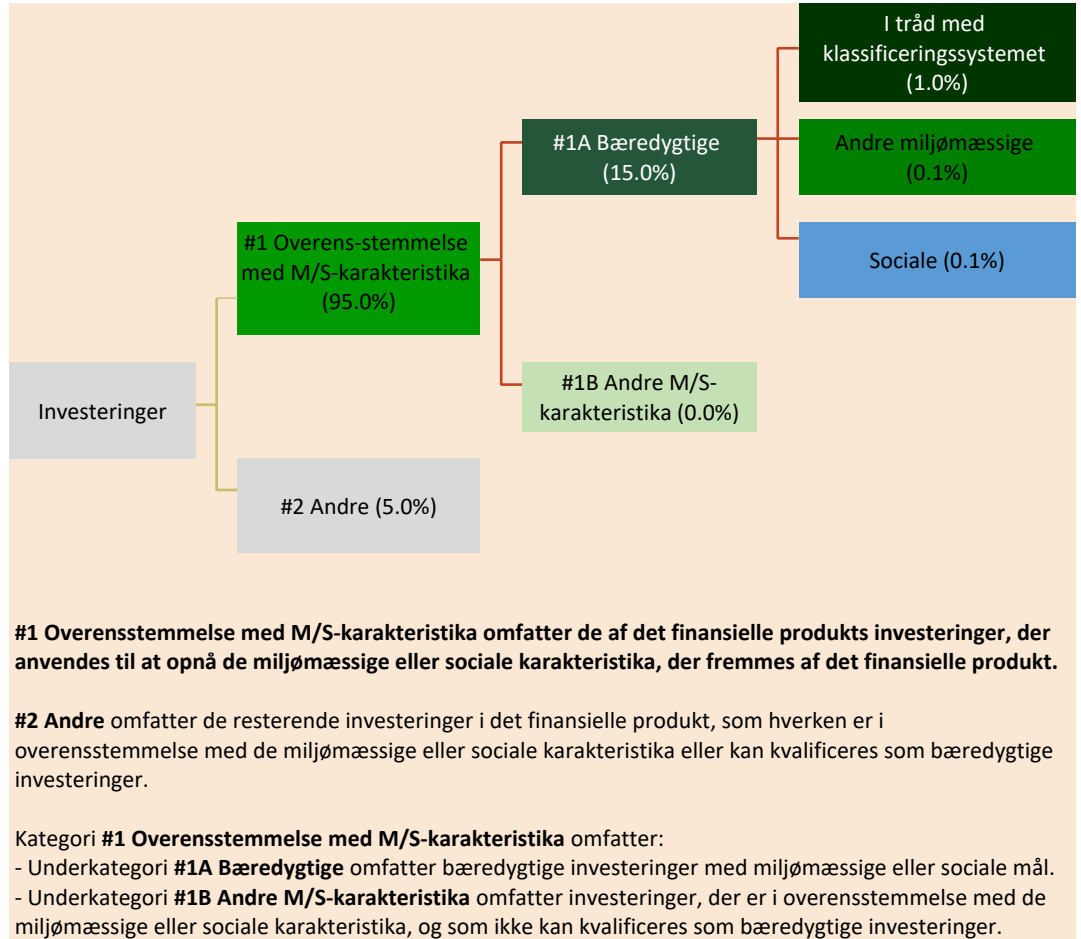 I tråd med
klassificeringssystemet
(1.0%)
#1A Bæredygtige
(15.0%)
Andre miljømæssige
(0.1%)
#1 Overens-stemmelse
med M/S-karakteristika
(95.0%)
Sociale (0.1%)
Investeringer
#1B Andre M/S-
karakteristika (0.0%)
#2 Andre (5.0%)
#1 Overensstemmelse med M/S-karakteristika omfatter de af det finansielle produkts investeringer, der
anvendes til at opnå de miljømæssige eller sociale karakteristika, der fremmes af det finansielle produkt.
#2 Andre omfatter de resterende investeringer i det finansielle produkt, som hverken er i
overensstemmelse med de miljømæssige eller sociale karakteristika eller kan kvalificeres som bæredygtige
investeringer.
Kategori #1 Overensstemmelse med M/S-karakteristika omfatter:
- Underkategori #1A Bæredygtige omfatter bæredygtige investeringer med miljømæssige eller sociale mål.
- Underkategori #1B Andre M/S-karakteristika omfatter investeringer, der er i overensstemmelse med de
miljømæssige eller sociale karakteristika, og som ikke kan kvalificeres som bæredygtige investeringer.